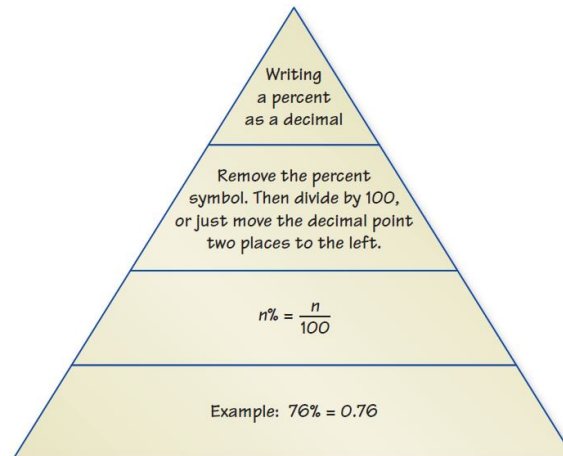 Writing
a percent
as a decimal
Remove the percent
symbol. Then divide by 100,
or just move the decimal point
two places to the left.
n% = n/100
Example: 76% = 0.76